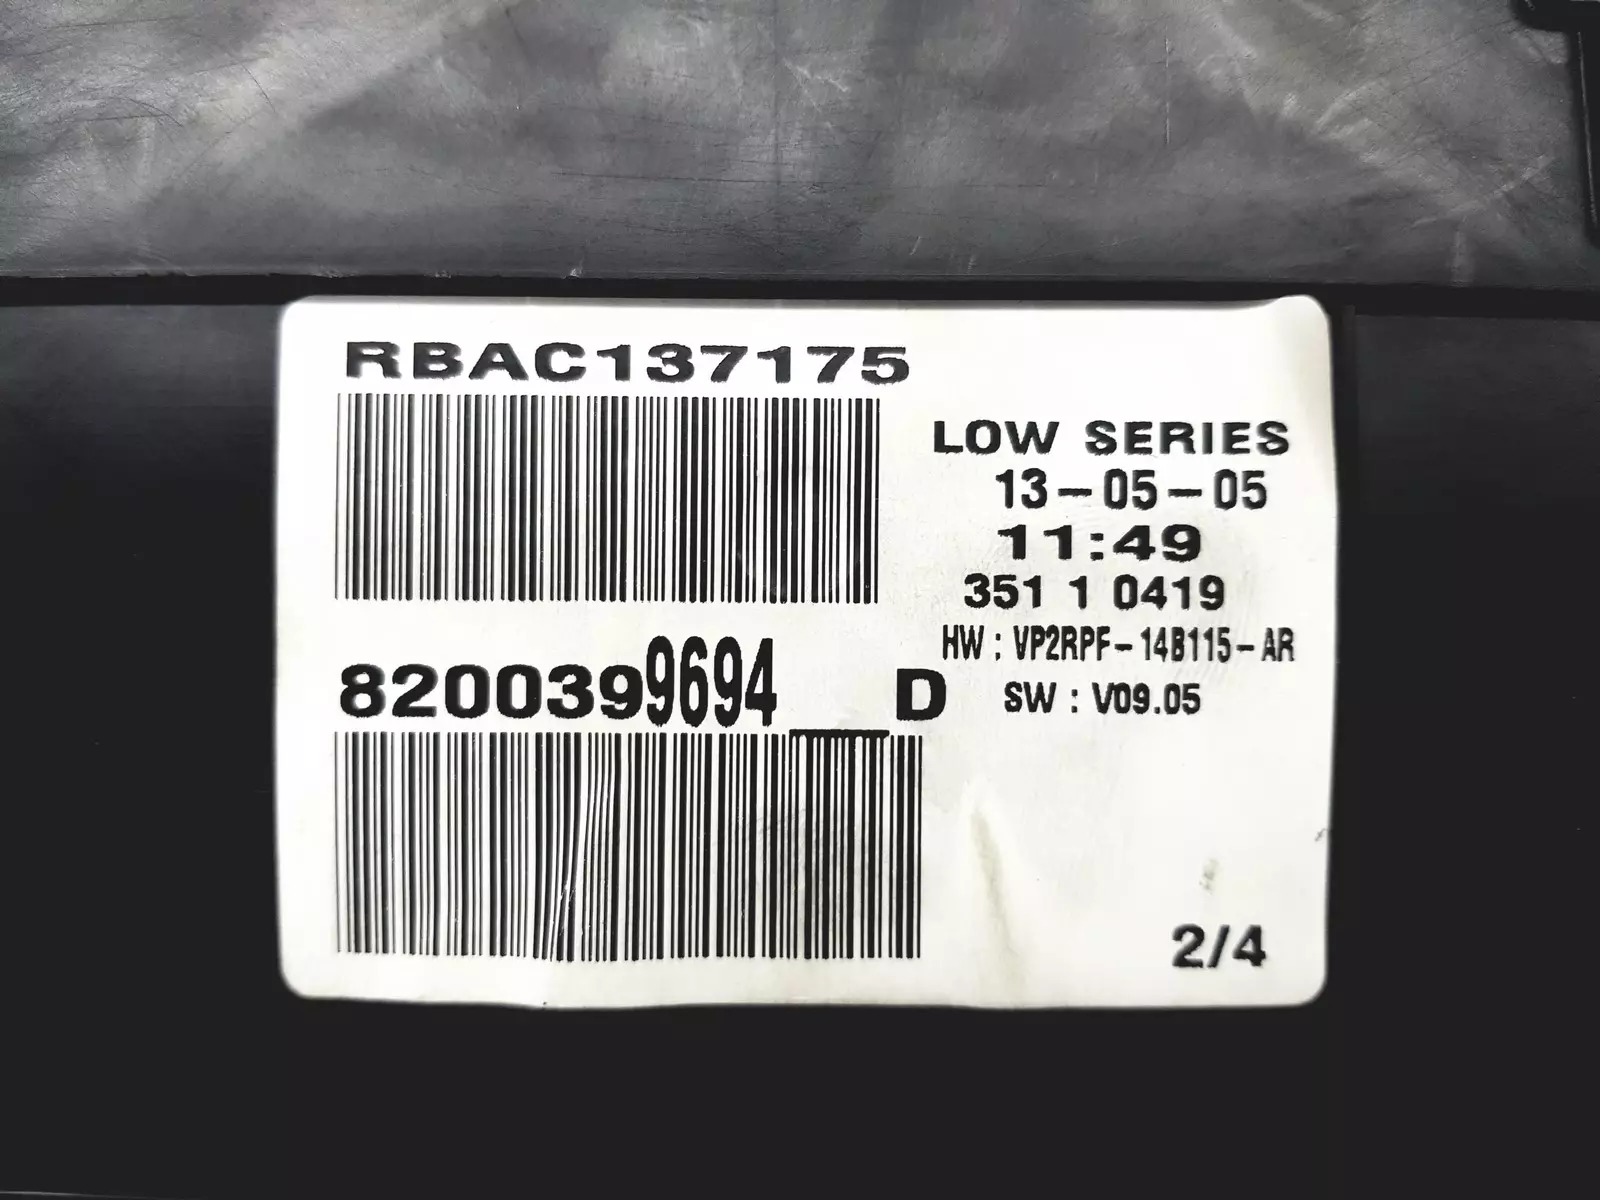 RBAC137175
LOW SERIES
13-05-05
11:49
351 1 0419
HW : VP2RPF-14B115-AR
8200399694 __ D
SW : V09.05
2/4